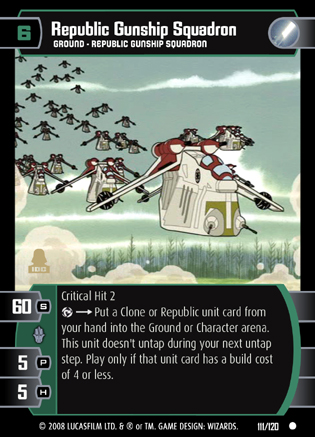 6
Republic Gunship Squadron
GROUND - REPUBLIC GUNSHIP SQUADRON
60 S
5 P
5 H
Critical Hit 2
Put a Clone or Republic unit card from
your hand into the Ground or Character arena.
This unit doesn't untap during your next untap
step. Play only if that unit card has a build cost
of 4 or less.
© 2008 LUCASFILM LTD. & ® or TM. GAME DESIGN: WIZARDS. 111/120